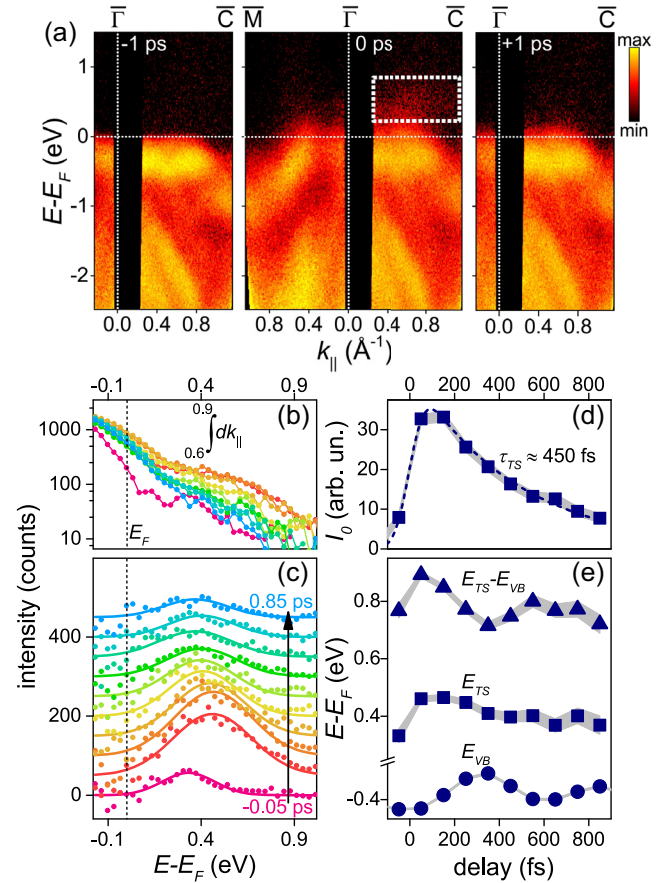 Γ̅ C̅ M̅ Γ̅ C̅ Γ̅ C̅
(a) -1 ps 0 ps +1 ps max
min
1
0
-1
-2
E-E_F (eV)
0.0 0.4 0.8 0.8 0.4 0.0 0.4 0.8 0.0 0.4 0.8
k_|| (Å⁻¹)
-0.1 0.4 0.9
(b)
1000
100
10
0.9
∫dk_||
0.6
E_F
intensity (counts)
(c)
0.85 ps
400
200
0
-0.05 ps
-0.1 0.4 0.9
E-E_F (eV)
0 200 400 600 800
(d)
30
20
10
0
I_0 (arb. un.)
τ_TS ≈ 450 fs
(e)
E_TS-E_VB
0.8
E_TS
0.4
E_VB
-0.4
E-E_F (eV)
0 200 400 600 800
delay (fs)